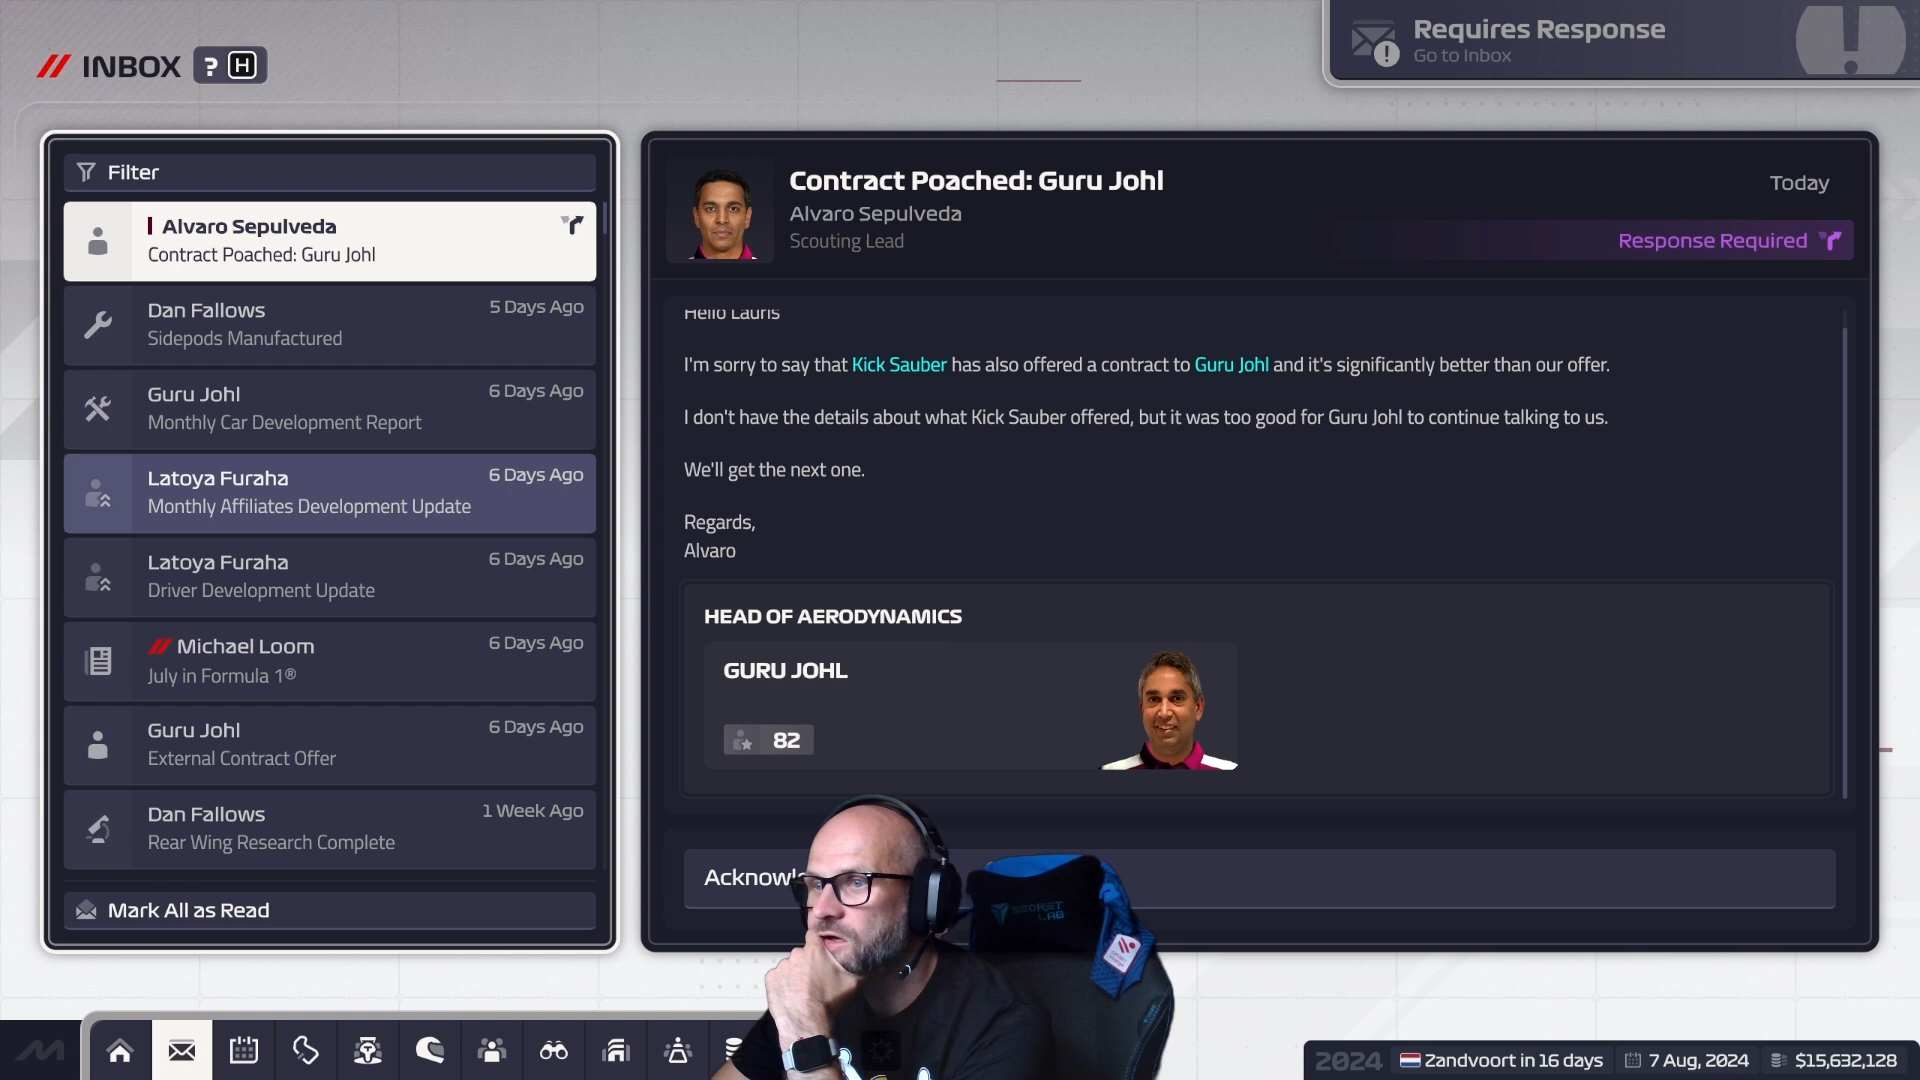 INBOX ? H
Requires Response
Go to Inbox
Filter
Alvaro Sepulveda
Contract Poached: Guru Johl
Dan Fallows
5 Days Ago
Sidepods Manufactured
Guru Johl
6 Days Ago
Monthly Car Development Report
Latoya Furaha
6 Days Ago
Monthly Affiliates Development Update
Latoya Furaha
6 Days Ago
Driver Development Update
Michael Loom
6 Days Ago
July in Formula 1®
Guru Johl
6 Days Ago
External Contract Offer
Dan Fallows
1 Week Ago
Rear Wing Research Complete
Mark All as Read
Contract Poached: Guru Johl
Today
Alvaro Sepulveda
Scouting Lead
Response Required
Hello Lauris
I'm sorry to say that Kick Sauber has also offered a contract to Guru Johl and it's significantly better than our offer.
I don't have the details about what Kick Sauber offered, but it was too good for Guru Johl to continue talking to us.
We'll get the next one.
Regards,
Alvaro
HEAD OF AERODYNAMICS
GURU JOHL
82
SECRET
LAB
2024
Zandvoort in 16 days
7 Aug, 2024
$15,632,128